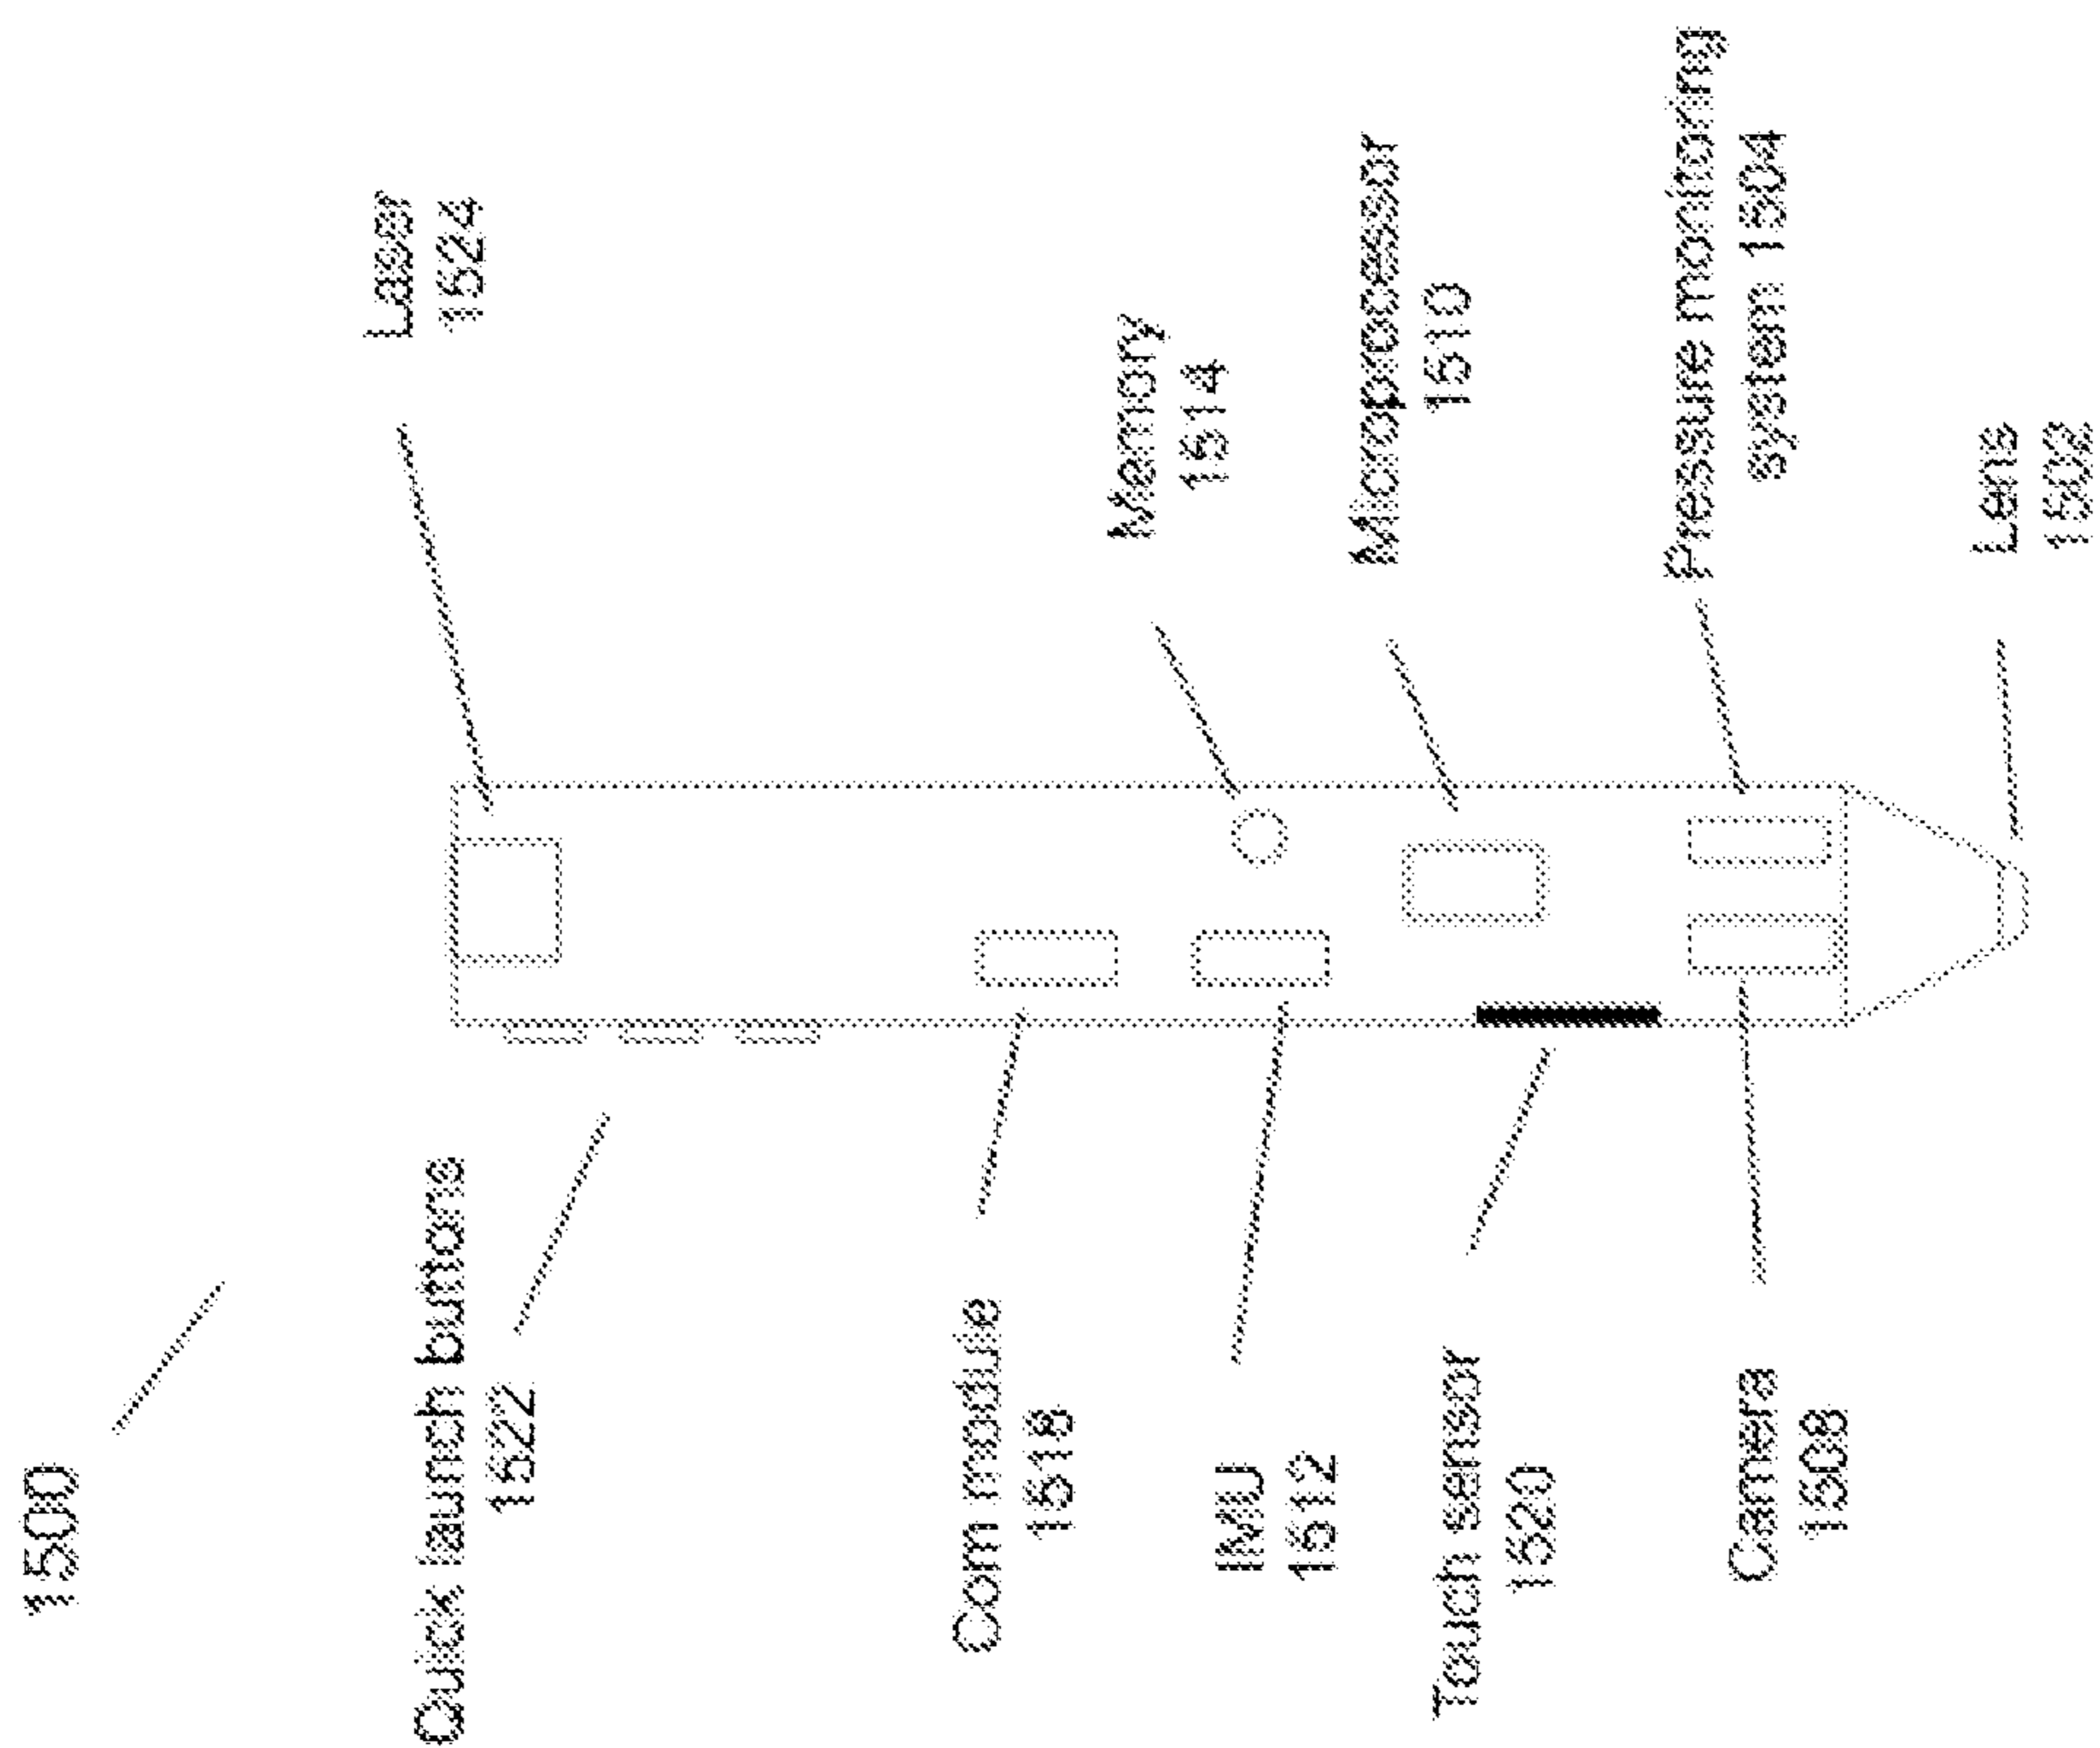 1500
Quick launch buttons
1522
Laser
1524
Com module
1518
Memory
1514
IMU
1512
Microprocessor
1510
Touch sensor
1520
Pressure monitoring
system 1504
Camera
1508
Lens
1502